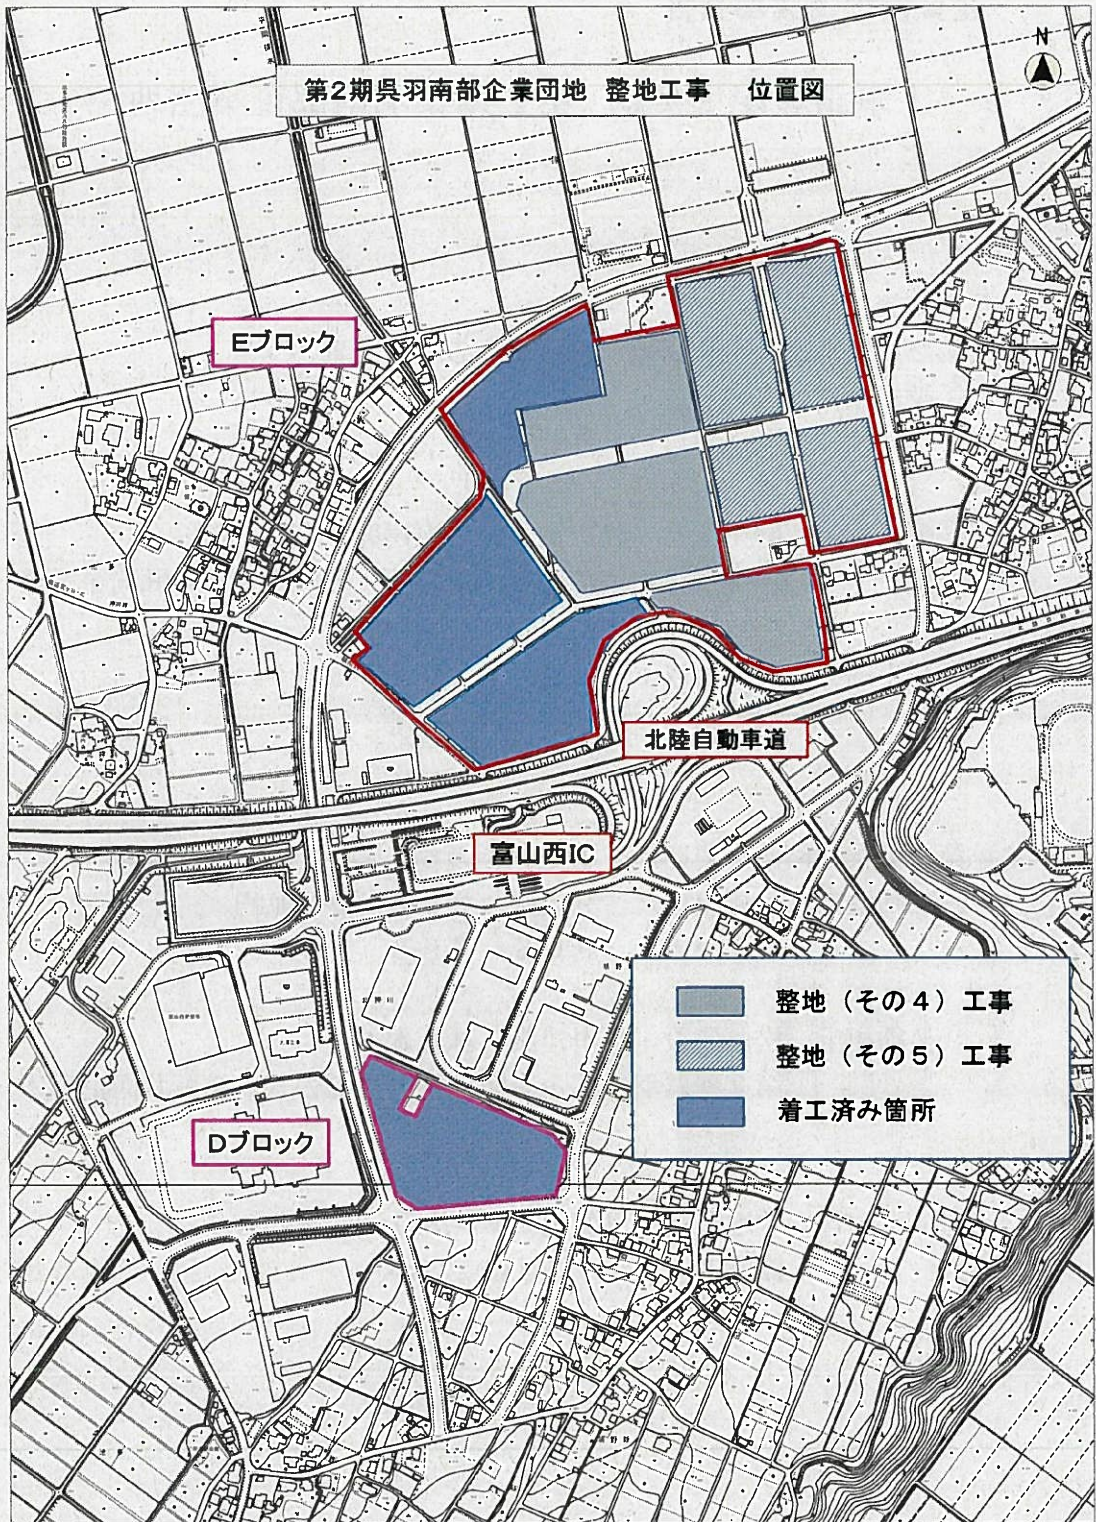 第2期呉羽南部企業団地 整地工事 位置図
N
Eブロック
北陸自動車道
富山西IC
整地（その４）工事
整地（その５）工事
着工済み箇所
Dブロック